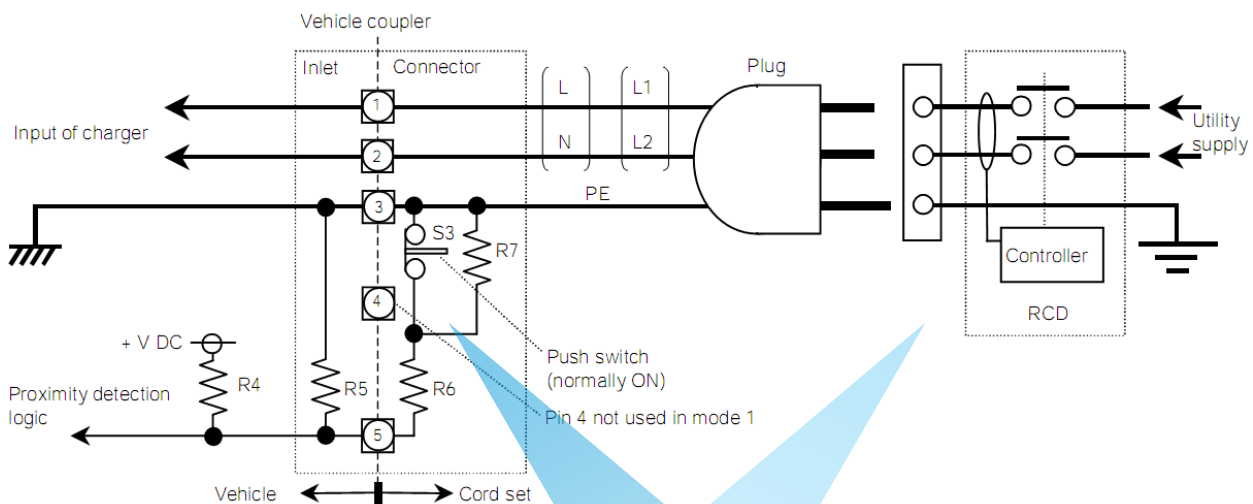 Vehicle coupler
Inlet
Connector
Plug
1
L
L1
Input of charger
Utility
supply
2
N
L2
PE
3
S3
R7
Controller
4
RCD
+ V DC
Push switch
(normally ON)
R4
R5
R6
Proximity detection
logic
Pin 4 not used in mode 1
5
Vehicle
Cord set